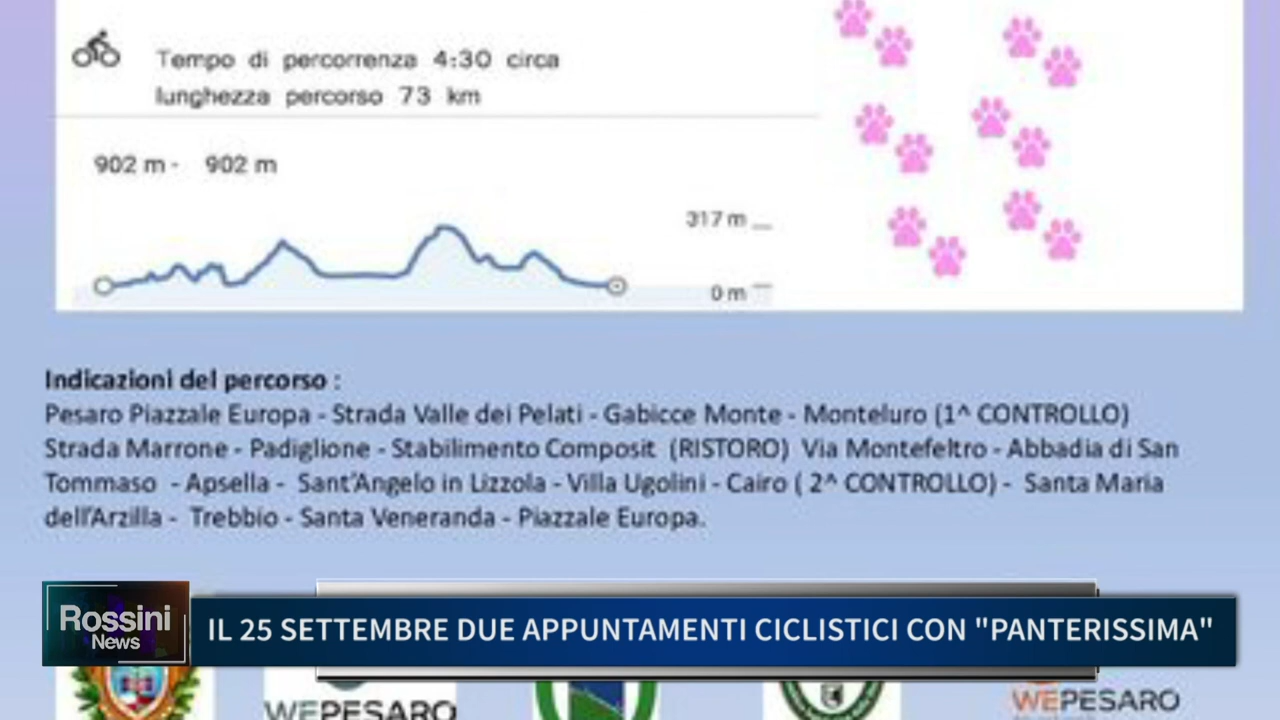 Tempo di percorrenza 4:30 circa
lunghezza percorso 73 km
902 m - 902 m
317 m
0 m
Indicazioni del percorso :
Pesaro Piazzale Europa - Strada Valle dei Pelati - Gabicce Monte - Monteluro (1^ CONTROLLO)
Strada Marrone - Padiglione - Stabilimento Composit (RISTORO) Via Montefeltro - Abbadia di San
Tommaso - Apsella - Sant'Angelo in Lizzola - Villa Ugolini - Cairo ( 2^ CONTROLLO) - Santa Maria
dell'Arzilla - Trebbio - Santa Veneranda - Piazzale Europa.
Rossini
News
IL 25 SETTEMBRE DUE APPUNTAMENTI CICLISTICI CON "PANTERISSIMA"
WEPESARO
WEPESARO